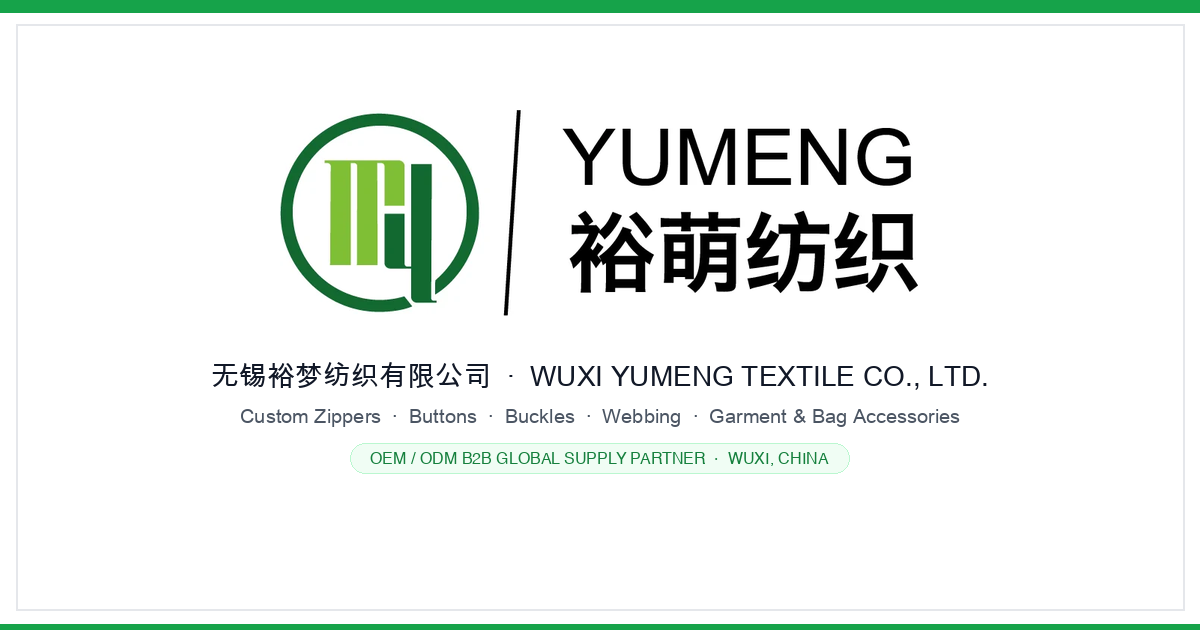 YUMENG
裕萌纺织
无锡裕梦纺织有限公司 · WUXI YUMENG TEXTILE CO., LTD.
Custom Zippers · Buttons · Buckles · Webbing · Garment & Bag Accessories
OEM / ODM B2B GLOBAL SUPPLY PARTNER · WUXI, CHINA